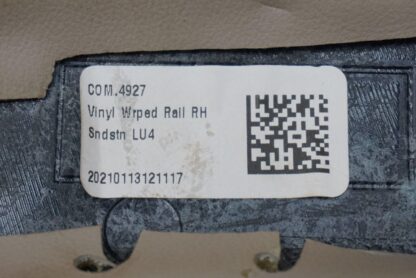 COM.4927
Vinyl Wrped Rail RH
Sndstn LU4
20210113121117